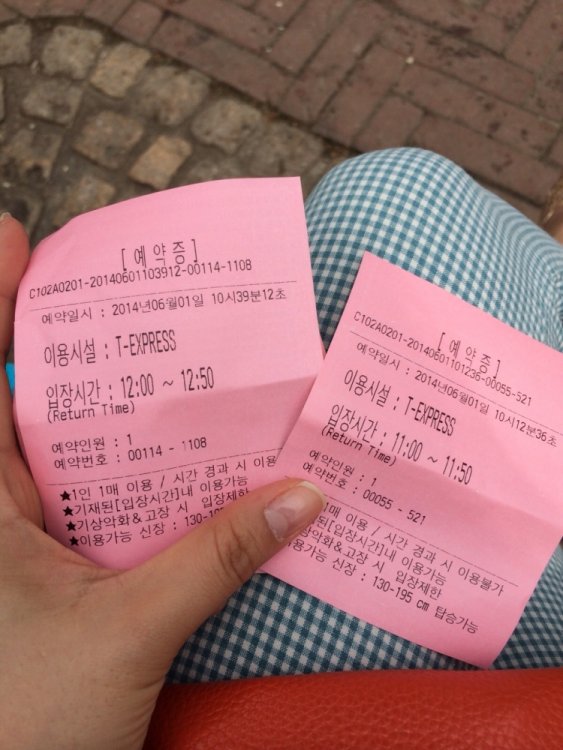 [예약증]
C102A0201-20140601103912-00114-1108
예약일시 : 2014년06월01일 10시39분12초
이용시설 : T-EXPRESS
입장시간 : 12:00 ~ 12:50
(Return Time)
예약인원 : 1
예약번호 : 00114 - 1108
★1인 1매 이용 / 시간 경과 시 이용
★기재된[입장시간]내 이용가능
★기상악화&고장 시 입장제한
★이용가능 신장 : 130-195
[예약증]
C102A0201-20140601101236-00055-521
예약일시 : 2014년06월01일 10시12분36초
이용시설 : T-EXPRESS
입장시간 : 11:00 ~ 11:50
(Return Time)
예약인원 : 1
예약번호 : 00055 - 521
1매 이용 / 시간 경과 시 이용불가
된[입장시간]내 이용가능
상악화&고장 시 입장제한
용가능 신장 : 130-195 cm 탑승가능